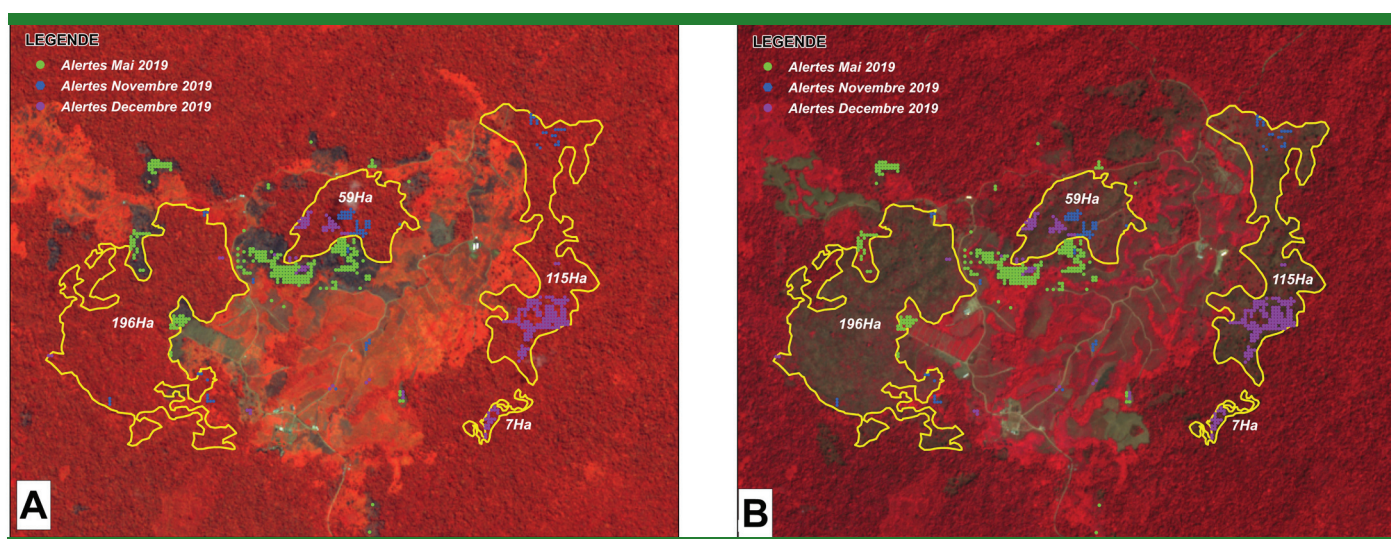 LEGENDE
Alertes Mai 2019
Alertes Novembre 2019
Alertes Decembre 2019
59Ha
115Ha
196Ha
7Ha
A
LEGENDE
Alertes Mai 2019
Alertes Novembre 2019
Alertes Decembre 2019
59Ha
115Ha
196Ha
7Ha
B